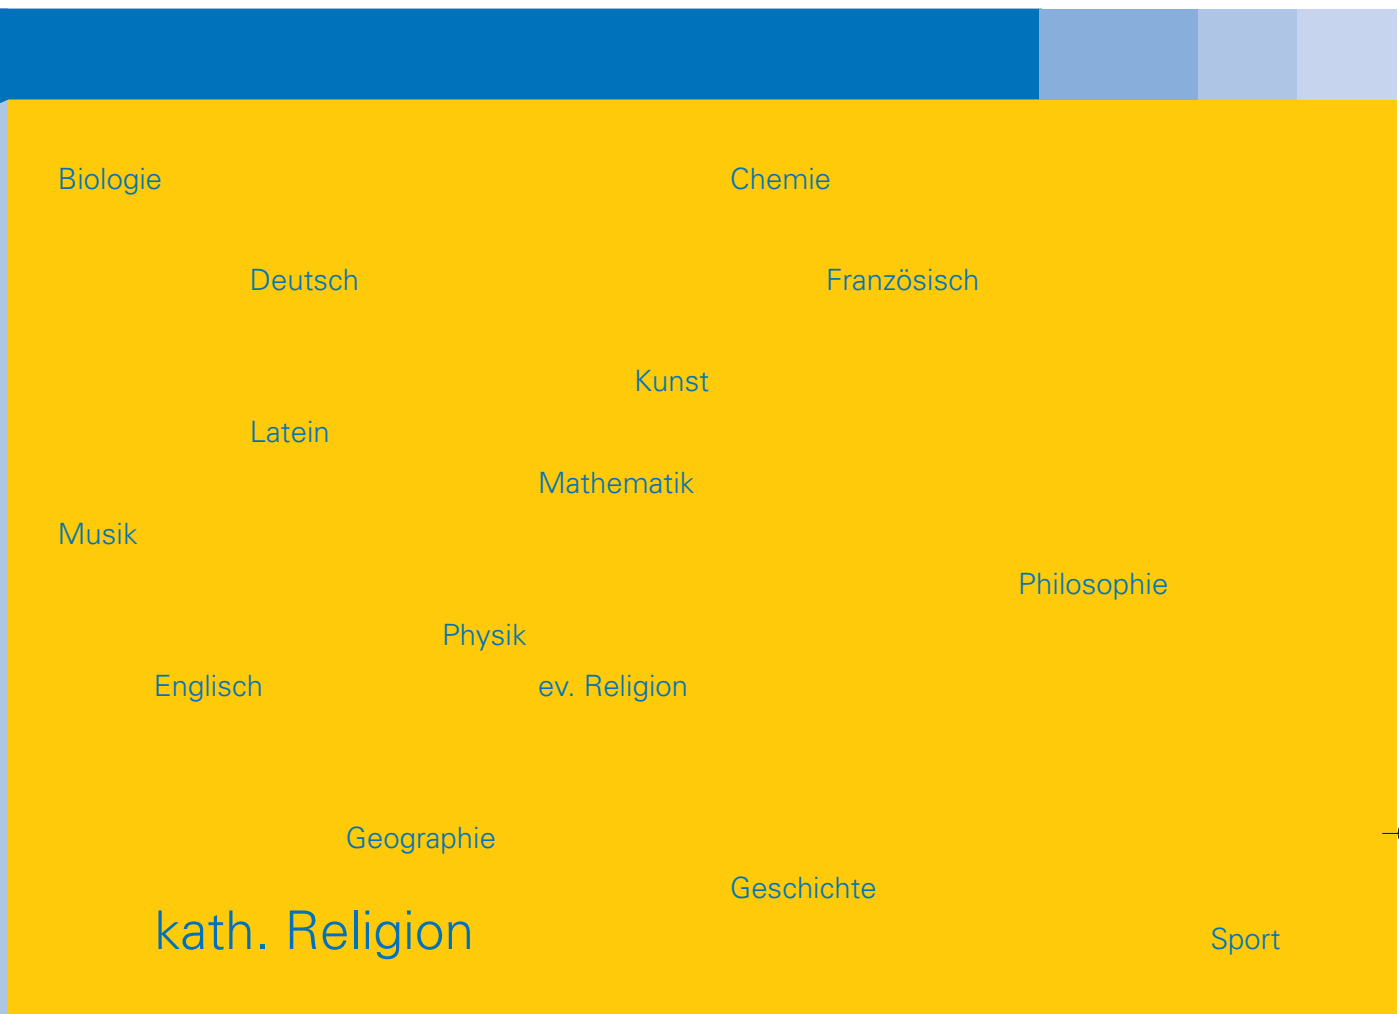 Biologie Chemie
Deutsch Französisch
Kunst
Latein
Mathematik
Musik
Philosophie
Physik
Englisch ev. Religion
Geographie
Geschichte
kath. Religion Sport